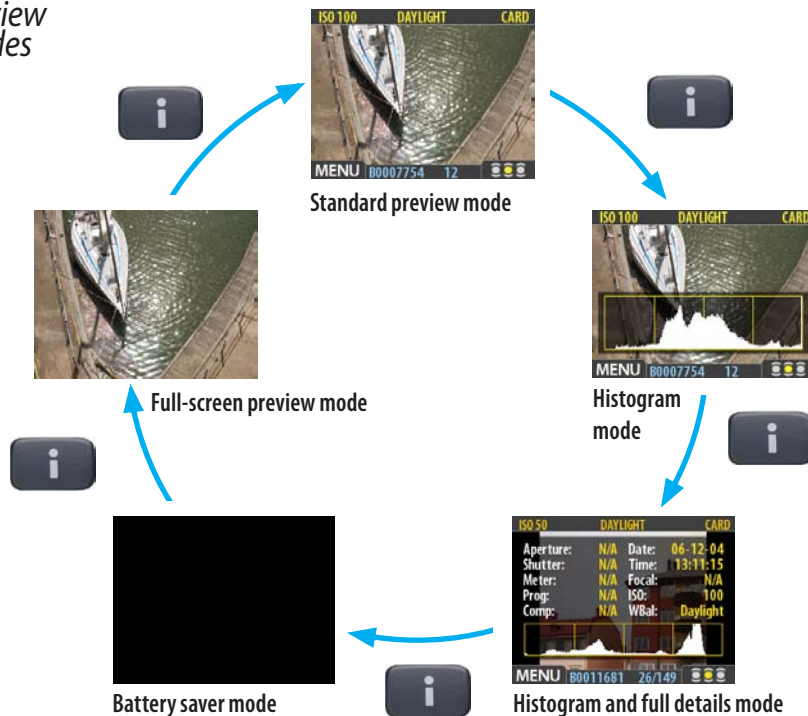 ISO 100 DAYLIGHT CARD
i
i
MENU B0007754 12
Standard preview mode
ISO 100 DAYLIGHT CARD
MENU B0007754 12
Full-screen preview mode
Histogram
mode
i
i
ISO 50 DAYLIGHT CARD
Aperture: N/A Date: 06-12-04
Shutter: N/A Time: 13:11:15
Meter: N/A Focal: N/A
Prog: N/A ISO: 100
Comp: N/A WBal: Daylight
MENU B0011681 26/149
i
Battery saver mode
Histogram and full details mode